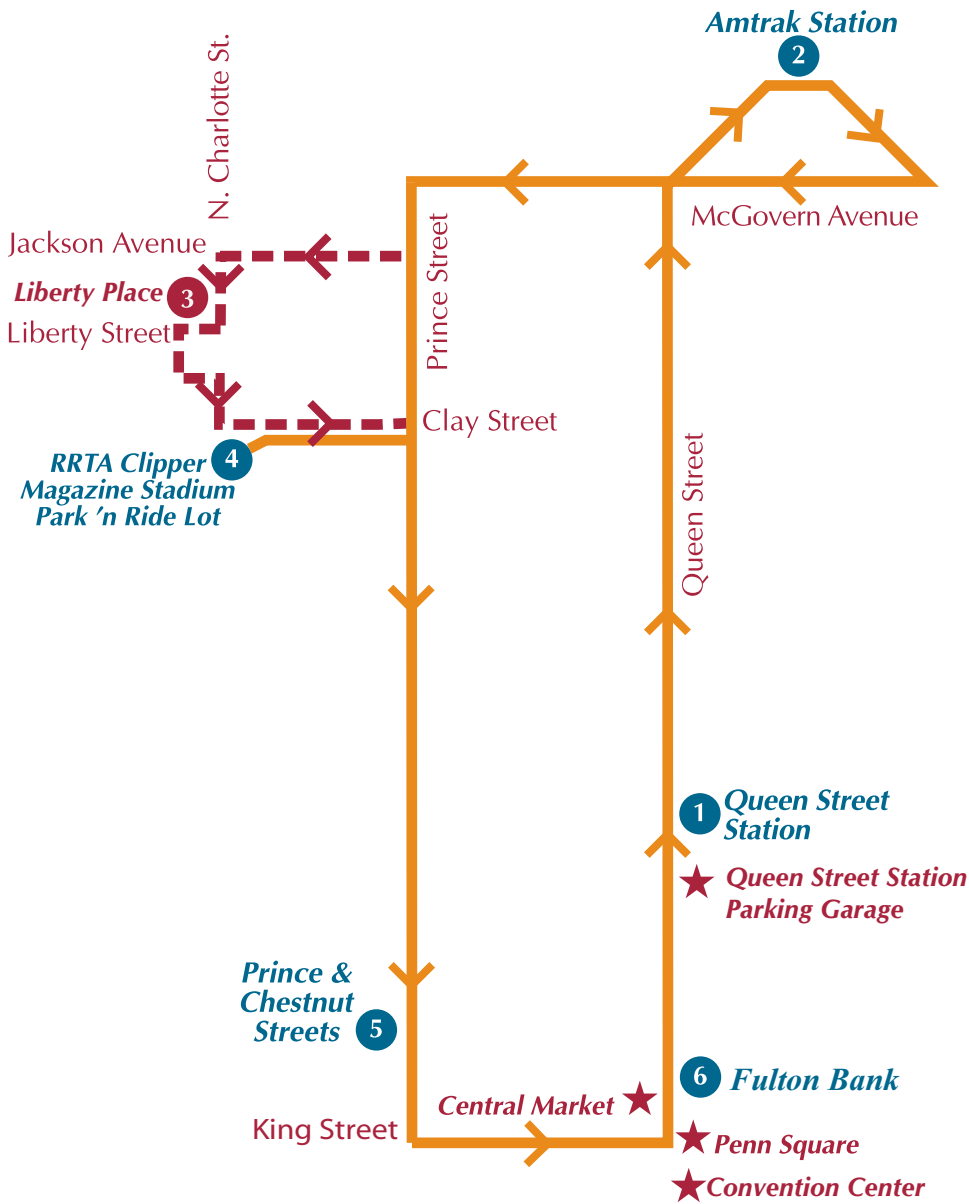 Amtrak Station
2
N. Charlotte St.
McGovern Avenue
Jackson Avenue
Prince Street
Liberty Place 3
Liberty Street
Clay Street
RRTA Clipper 4
Magazine Stadium
Park ’n Ride Lot
Queen Street
1 Queen Street
Station
Queen Street Station
Parking Garage
Prince &
Chestnut
Streets 5
6 Fulton Bank
Central Market
King Street
Penn Square
Convention Center